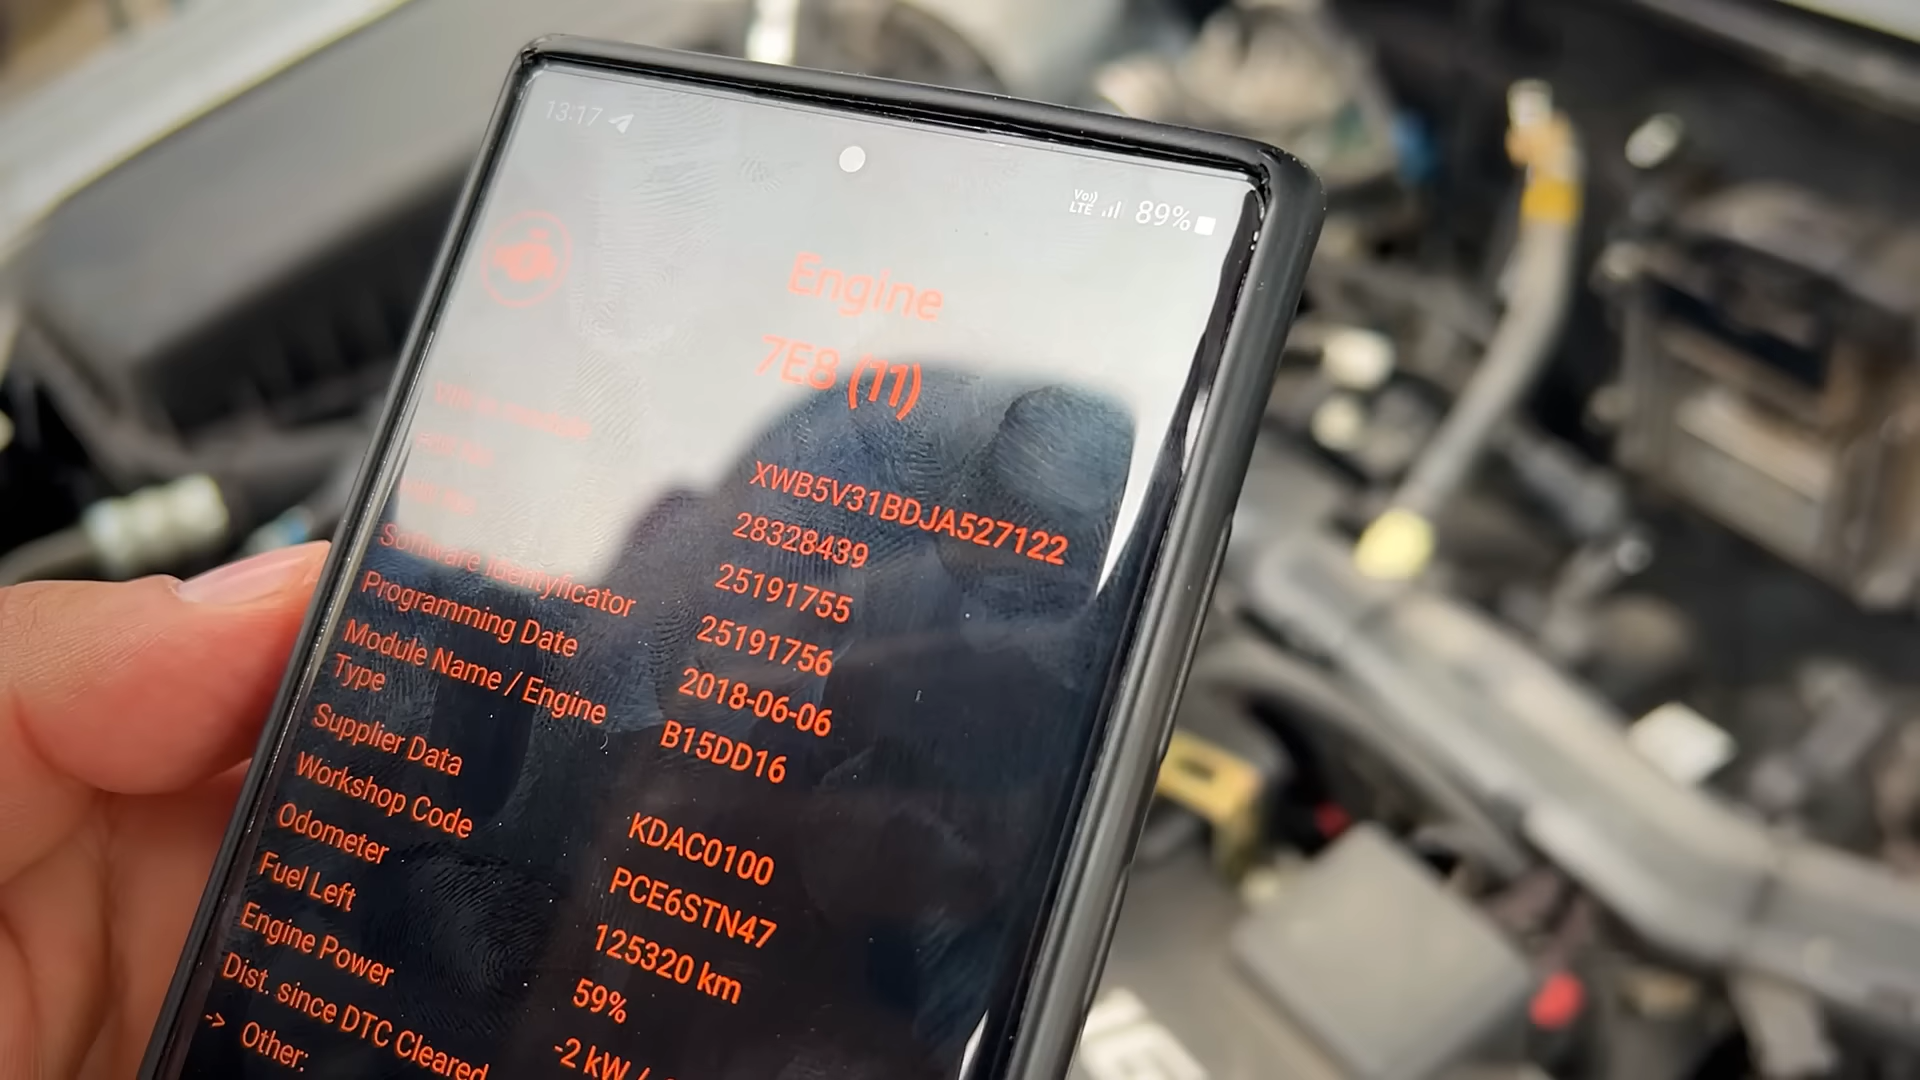 13:17
Vo))
LTE
89%
Engine
7E8 (11)
XWB5V31BDJA527122
28328439
25191755
Software Identyficator 25191756
Programming Date 2018-06-06
Module Name / Engine
Type B15DD16
Supplier Data
Workshop Code KDAC0100
Odometer PCE6STN47
Fuel Left 125320 km
Engine Power 59%
Dist. since DTC Cleared -2 kW /
-> Other: